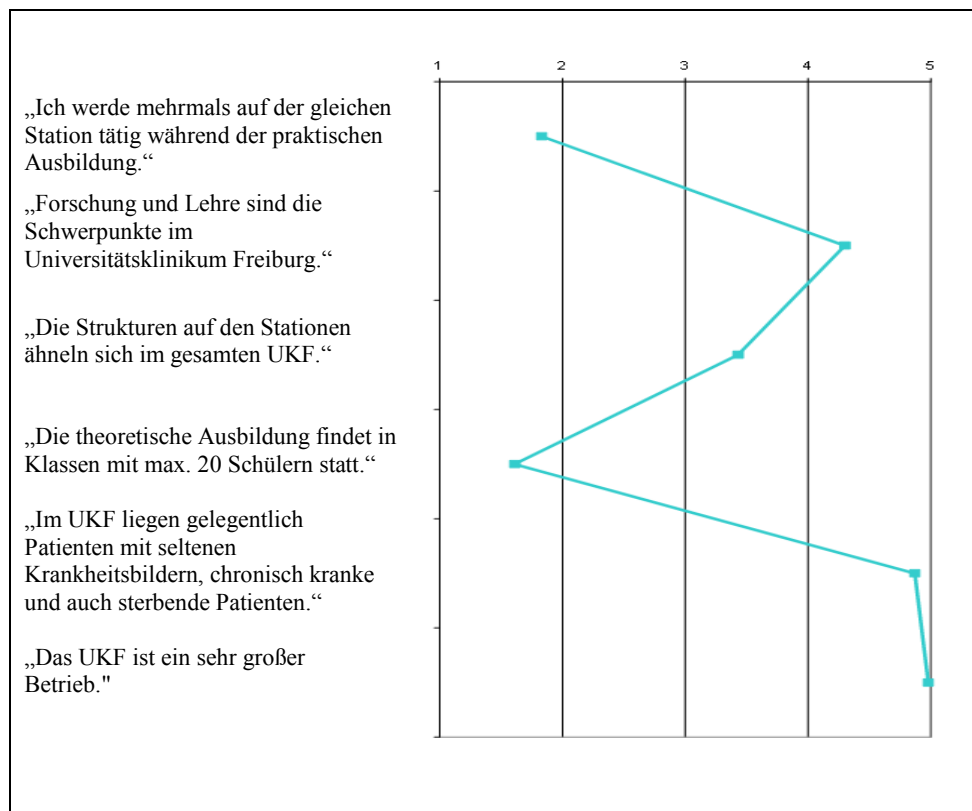 1 2 3 4 5
„Ich werde mehrmals auf der gleichen
Station tätig während der praktischen
Ausbildung.“
„Forschung und Lehre sind die
Schwerpunkte im
Universitätsklinikum Freiburg.“
„Die Strukturen auf den Stationen
ähneln sich im gesamten UKF.“
„Die theoretische Ausbildung findet in
Klassen mit max. 20 Schülern statt.“
„Im UKF liegen gelegentlich
Patienten mit seltenen
Krankheitsbildern, chronisch kranke
und auch sterbende Patienten.“
„Das UKF ist ein sehr großer
Betrieb."